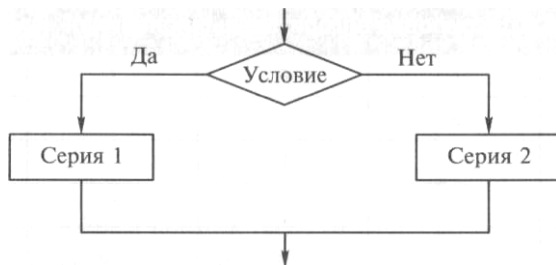 Да
Условие
Нет
Серия 1
Серия 2